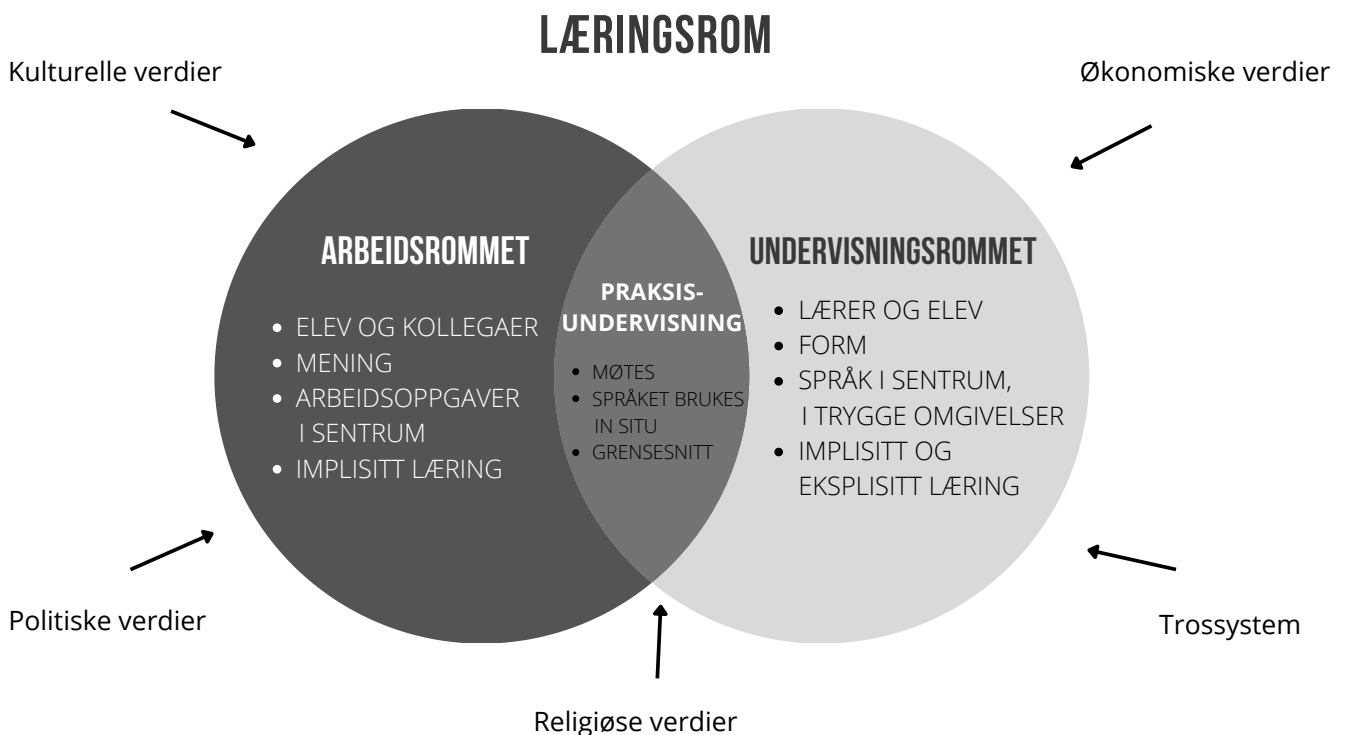 LÆRINGSROM
Kulturelle verdier
Økonomiske verdier
ARBEIDSROMMET
• ELEV OG KOLLEGAER
• MENING
• ARBEIDSOPPGAVER
I SENTRUM
• IMPLISITT LÆRING
PRAKSIS-
UNDERVISNING
• MØTES
• SPRÅKET BRUKES
IN SITU
• GRENSESNITT
UNDERVISNINGSROMMET
• LÆRER OG ELEV
• FORM
• SPRÅK I SENTRUM,
I TRYGGE OMGIVELSER
• IMPLISITT OG
EKSPLISITT LÆRING
Politiske verdier
Trossystem
Religiøse verdier